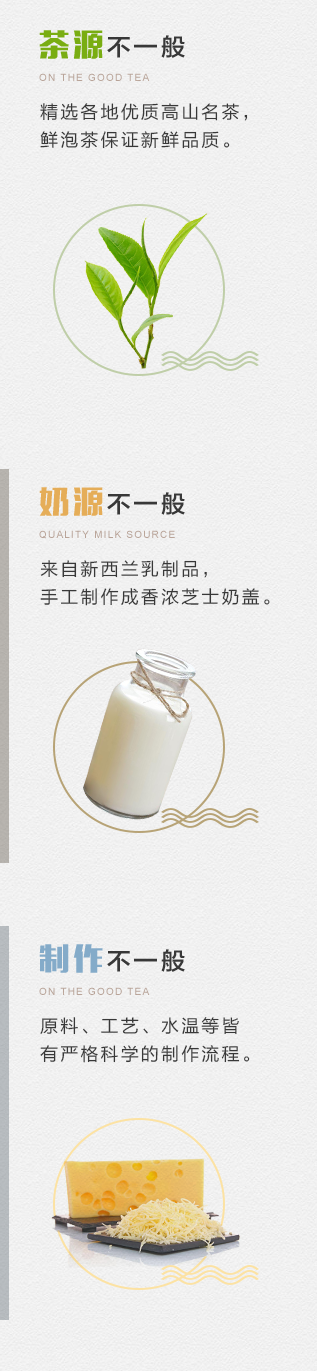 茶源不一般
ON THE GOOD TEA
精选各地优质高山名茶，
鲜泡茶保证新鲜品质。
奶源不一般
QUALITY MILK SOURCE
来自新西兰乳制品，
手工制作成香浓芝士奶盖。
制作不一般
ON THE GOOD TEA
原料、工艺、水温等皆
有严格科学的制作流程。